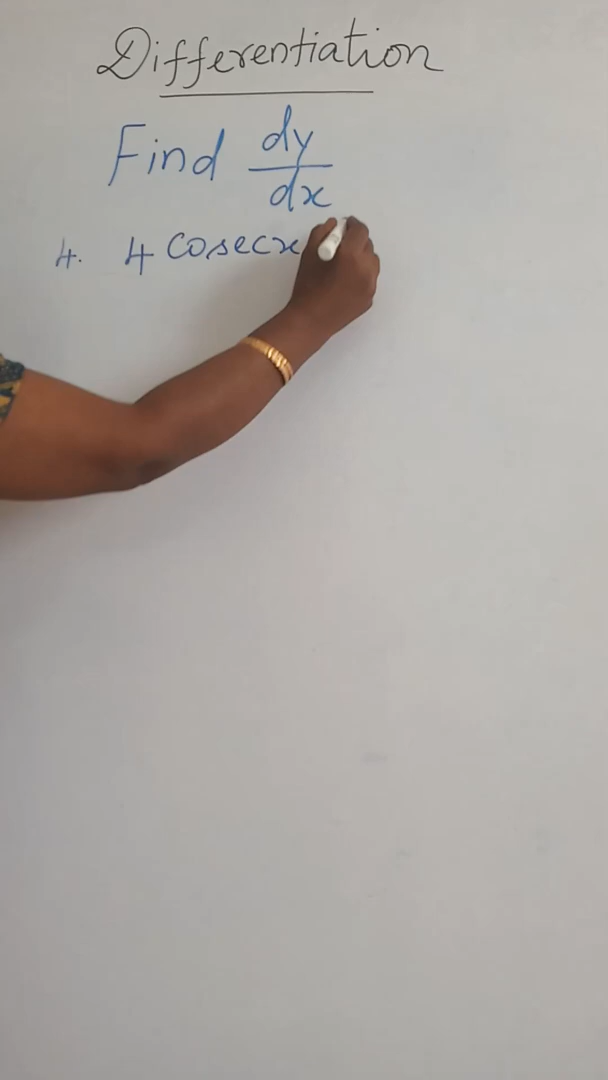 Differentiation
Find dy/dx
4. 4 cosecx